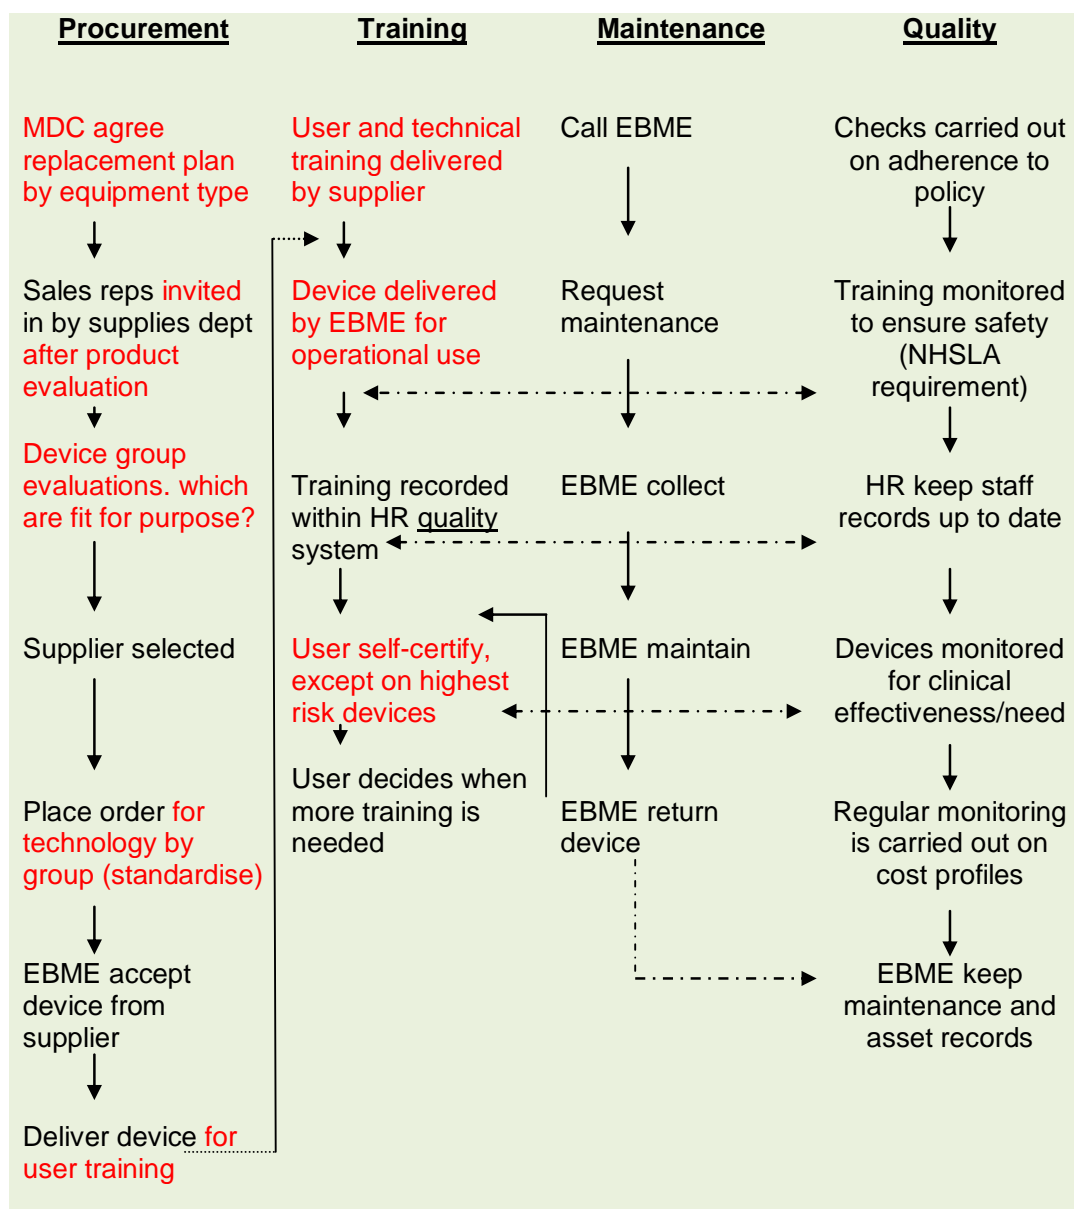 Procurement
MDC agree
replacement plan
by equipment type
Sales reps invited
in by supplies dept
after product
evaluation
Device group
evaluations. which
are fit for purpose?
Supplier selected
Place order for
technology by
group (standardise)
EBME accept
device from
supplier
Deliver device for
user training
Training
User and technical
training delivered
by supplier
Device delivered
by EBME for
operational use
Training recorded
within HR quality
system
User self-certify,
except on highest
risk devices
User decides when
more training is
needed
Maintenance
Call EBME
Request
maintenance
EBME collect
EBME maintain
EBME return
device
Quality
Checks carried out
on adherence to
policy
Training monitored
to ensure safety
(NHSLA
requirement)
HR keep staff
records up to date
Devices monitored
for clinical
effectiveness/need
Regular monitoring
is carried out on
cost profiles
EBME keep
maintenance and
asset records